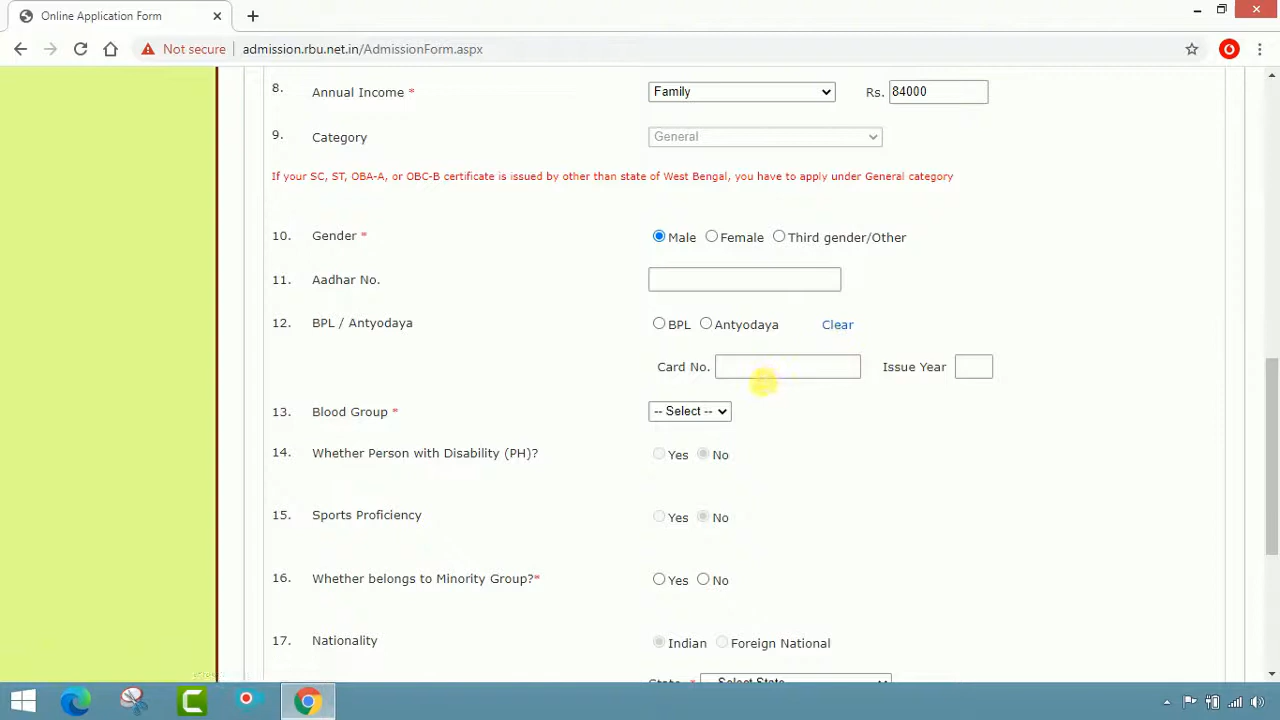 Online Application Form
Not secure admission.rbu.net.in/AdmissionForm.aspx
8. Annual Income * Family Rs. 84000
9. Category General
If your SC, ST, OBA-A, or OBC-B certificate is issued by other than state of West Bengal, you have to apply under General category
10. Gender * Male Female Third gender/Other
11. Aadhar No.
12. BPL / Antyodaya BPL Antyodaya Clear
Card No. Issue Year
13. Blood Group * -- Select --
14. Whether Person with Disability (PH)? Yes No
15. Sports Proficiency Yes No
16. Whether belongs to Minority Group?* Yes No
17. Nationality Indian Foreign National
State * Select State